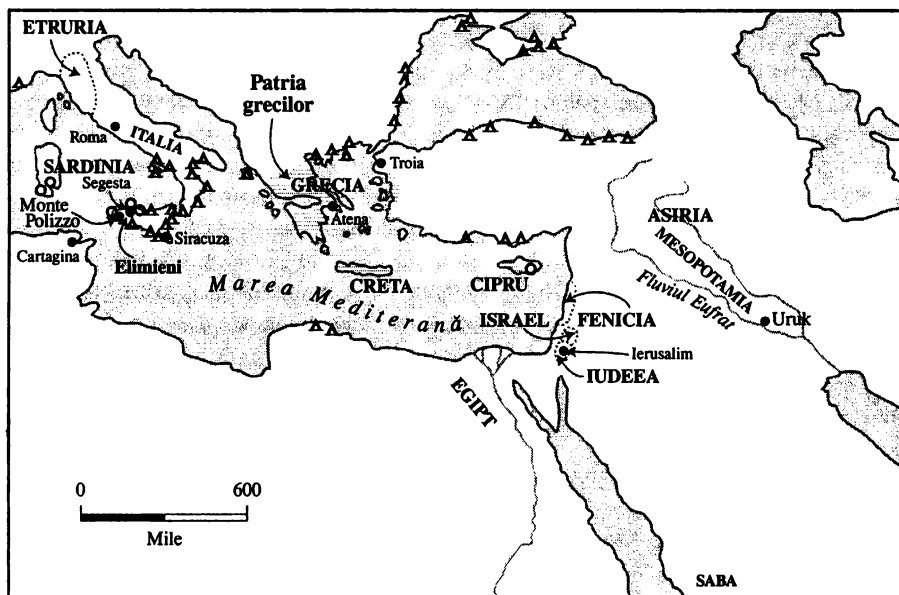 ETRURIA
Patria
grecilor
Roma
ITALIA
Troia
SARDINIA
Segesta
GRECIA
Monte
Polizzo
Atena
ASIRIA
MESOPOTAMIA
Siracuza
Cartagina
Elimieni
CRETA
CIPRU
Fluviul Eufrat
Marea Mediterană
ISRAEL
FENICIA
Uruk
Ierusalim
IUDEEA
EGIPT
0
600
Mile
SABA